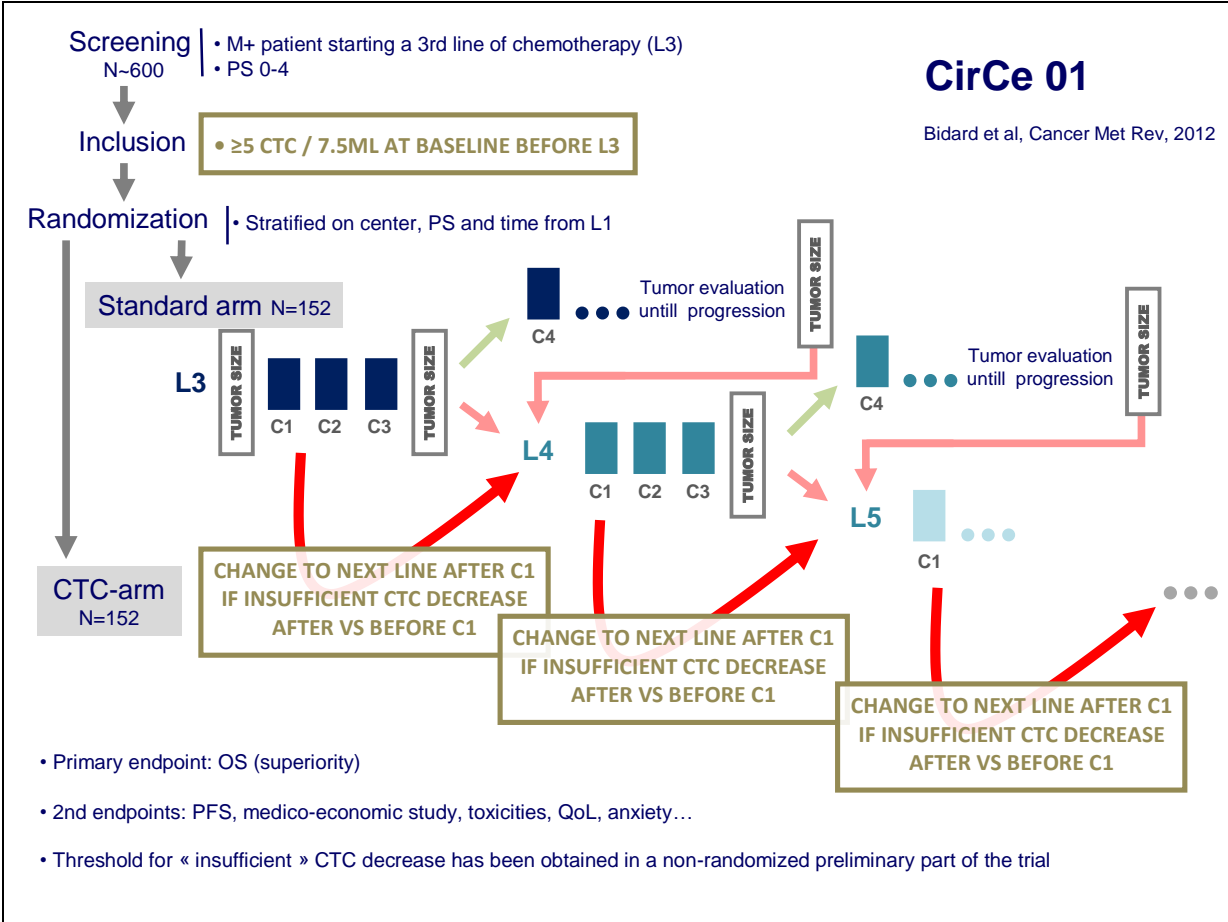 Screening
N~600
• M+ patient starting a 3rd line of chemotherapy (L3)
• PS 0-4
CirCe 01
Bidard et al, Cancer Met Rev, 2012
Inclusion
• ≥5 CTC / 7.5ML AT BASELINE BEFORE L3
Randomization
• Stratified on center, PS and time from L1
Standard arm N=152
L3
TUMOR SIZE
C1
C2
C3
TUMOR SIZE
C4
Tumor evaluation
untill progression
TUMOR SIZE
L4
C1
C2
C3
TUMOR SIZE
C4
Tumor evaluation
untill progression
TUMOR SIZE
L5
C1
CTC-arm
N=152
CHANGE TO NEXT LINE AFTER C1
IF INSUFFICIENT CTC DECREASE
AFTER VS BEFORE C1
CHANGE TO NEXT LINE AFTER C1
IF INSUFFICIENT CTC DECREASE
AFTER VS BEFORE C1
CHANGE TO NEXT LINE AFTER C1
IF INSUFFICIENT CTC DECREASE
AFTER VS BEFORE C1
• Primary endpoint: OS (superiority)
• 2nd endpoints: PFS, medico-economic study, toxicities, QoL, anxiety…
• Threshold for « insufficient » CTC decrease has been obtained in a non-randomized preliminary part of the trial